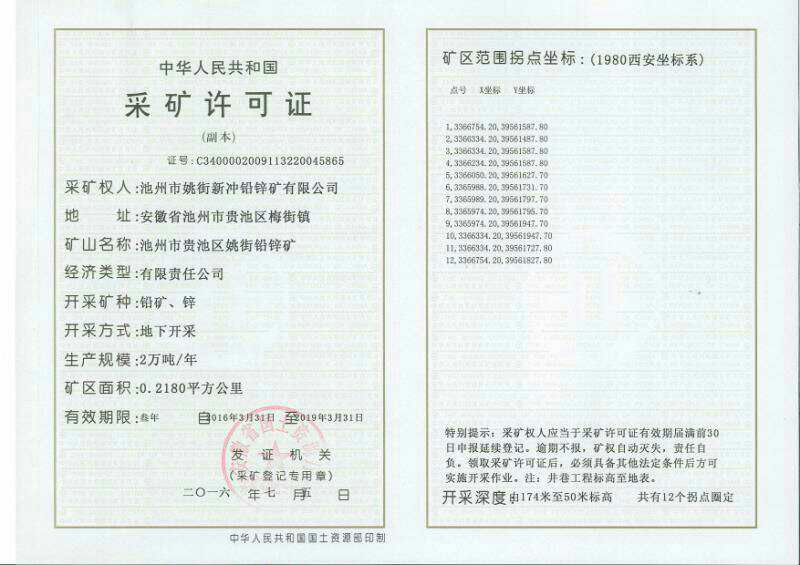 中华人民共和国
采矿许可证
(副本)
证号:C3400002009113220045865
采矿权人:池州市姚街新冲铅锌矿有限公司
地 址:安徽省池州市贵池区梅街镇
矿山名称:池州市贵池区姚街铅锌矿
经济类型:有限责任公司
开采矿种:铅矿、锌
开采方式:地下开采
生产规模:2万吨/年
矿区面积:0.2180平方公里
有效期限:叁年 自2016年3月31日 至2019年3月31日
发证机关
(采矿登记专用章)
二〇一六 年 七 月 五 日
中华人民共和国国土资源部印制
矿区范围拐点坐标:(1980西安坐标系)
点号 X坐标 Y坐标
1,3366754.20,39561587.80
2,3366334.20,39561487.80
3,3366334.20,39561587.80
4,3366234.20,39561587.80
5,3366050.20,39561627.70
6,3365988.20,39561731.70
7,3365989.20,39561797.70
8,3365974.20,39561795.70
9,3365974.20,39561947.70
10,3366334.20,39561947.70
11,3366334.20,39561727.80
12,3366754.20,39561827.80
特别提示:采矿权人应当于采矿许可证有效期届满前30
日申报延续登记。逾期不报,矿权自动灭失,责任自
负。领取采矿许可证后,必须具备其他法定条件后方可
实施开采作业。注:井巷工程标高至地表。
开采深度:由174米至50米标高 共有12个拐点圈定